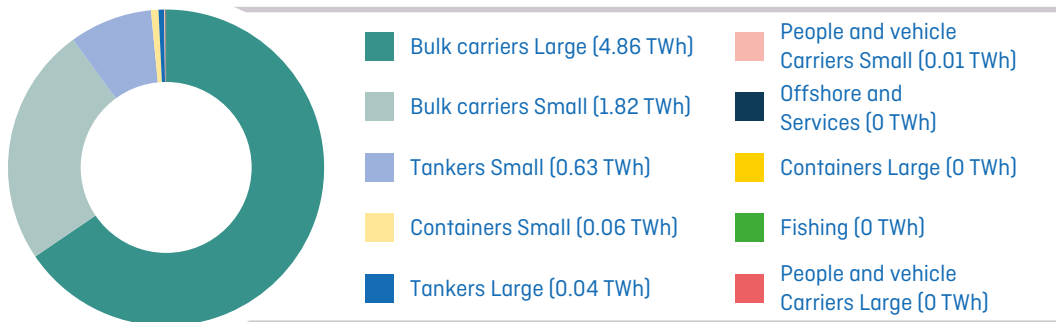 Bulk carriers Large (4.86 TWh)
Bulk carriers Small (1.82 TWh)
Tankers Small (0.63 TWh)
Containers Small (0.06 TWh)
Tankers Large (0.04 TWh)
People and vehicle
Carriers Small (0.01 TWh)
Offshore and
Services (0 TWh)
Containers Large (0 TWh)
Fishing (0 TWh)
People and vehicle
Carriers Large (0 TWh)